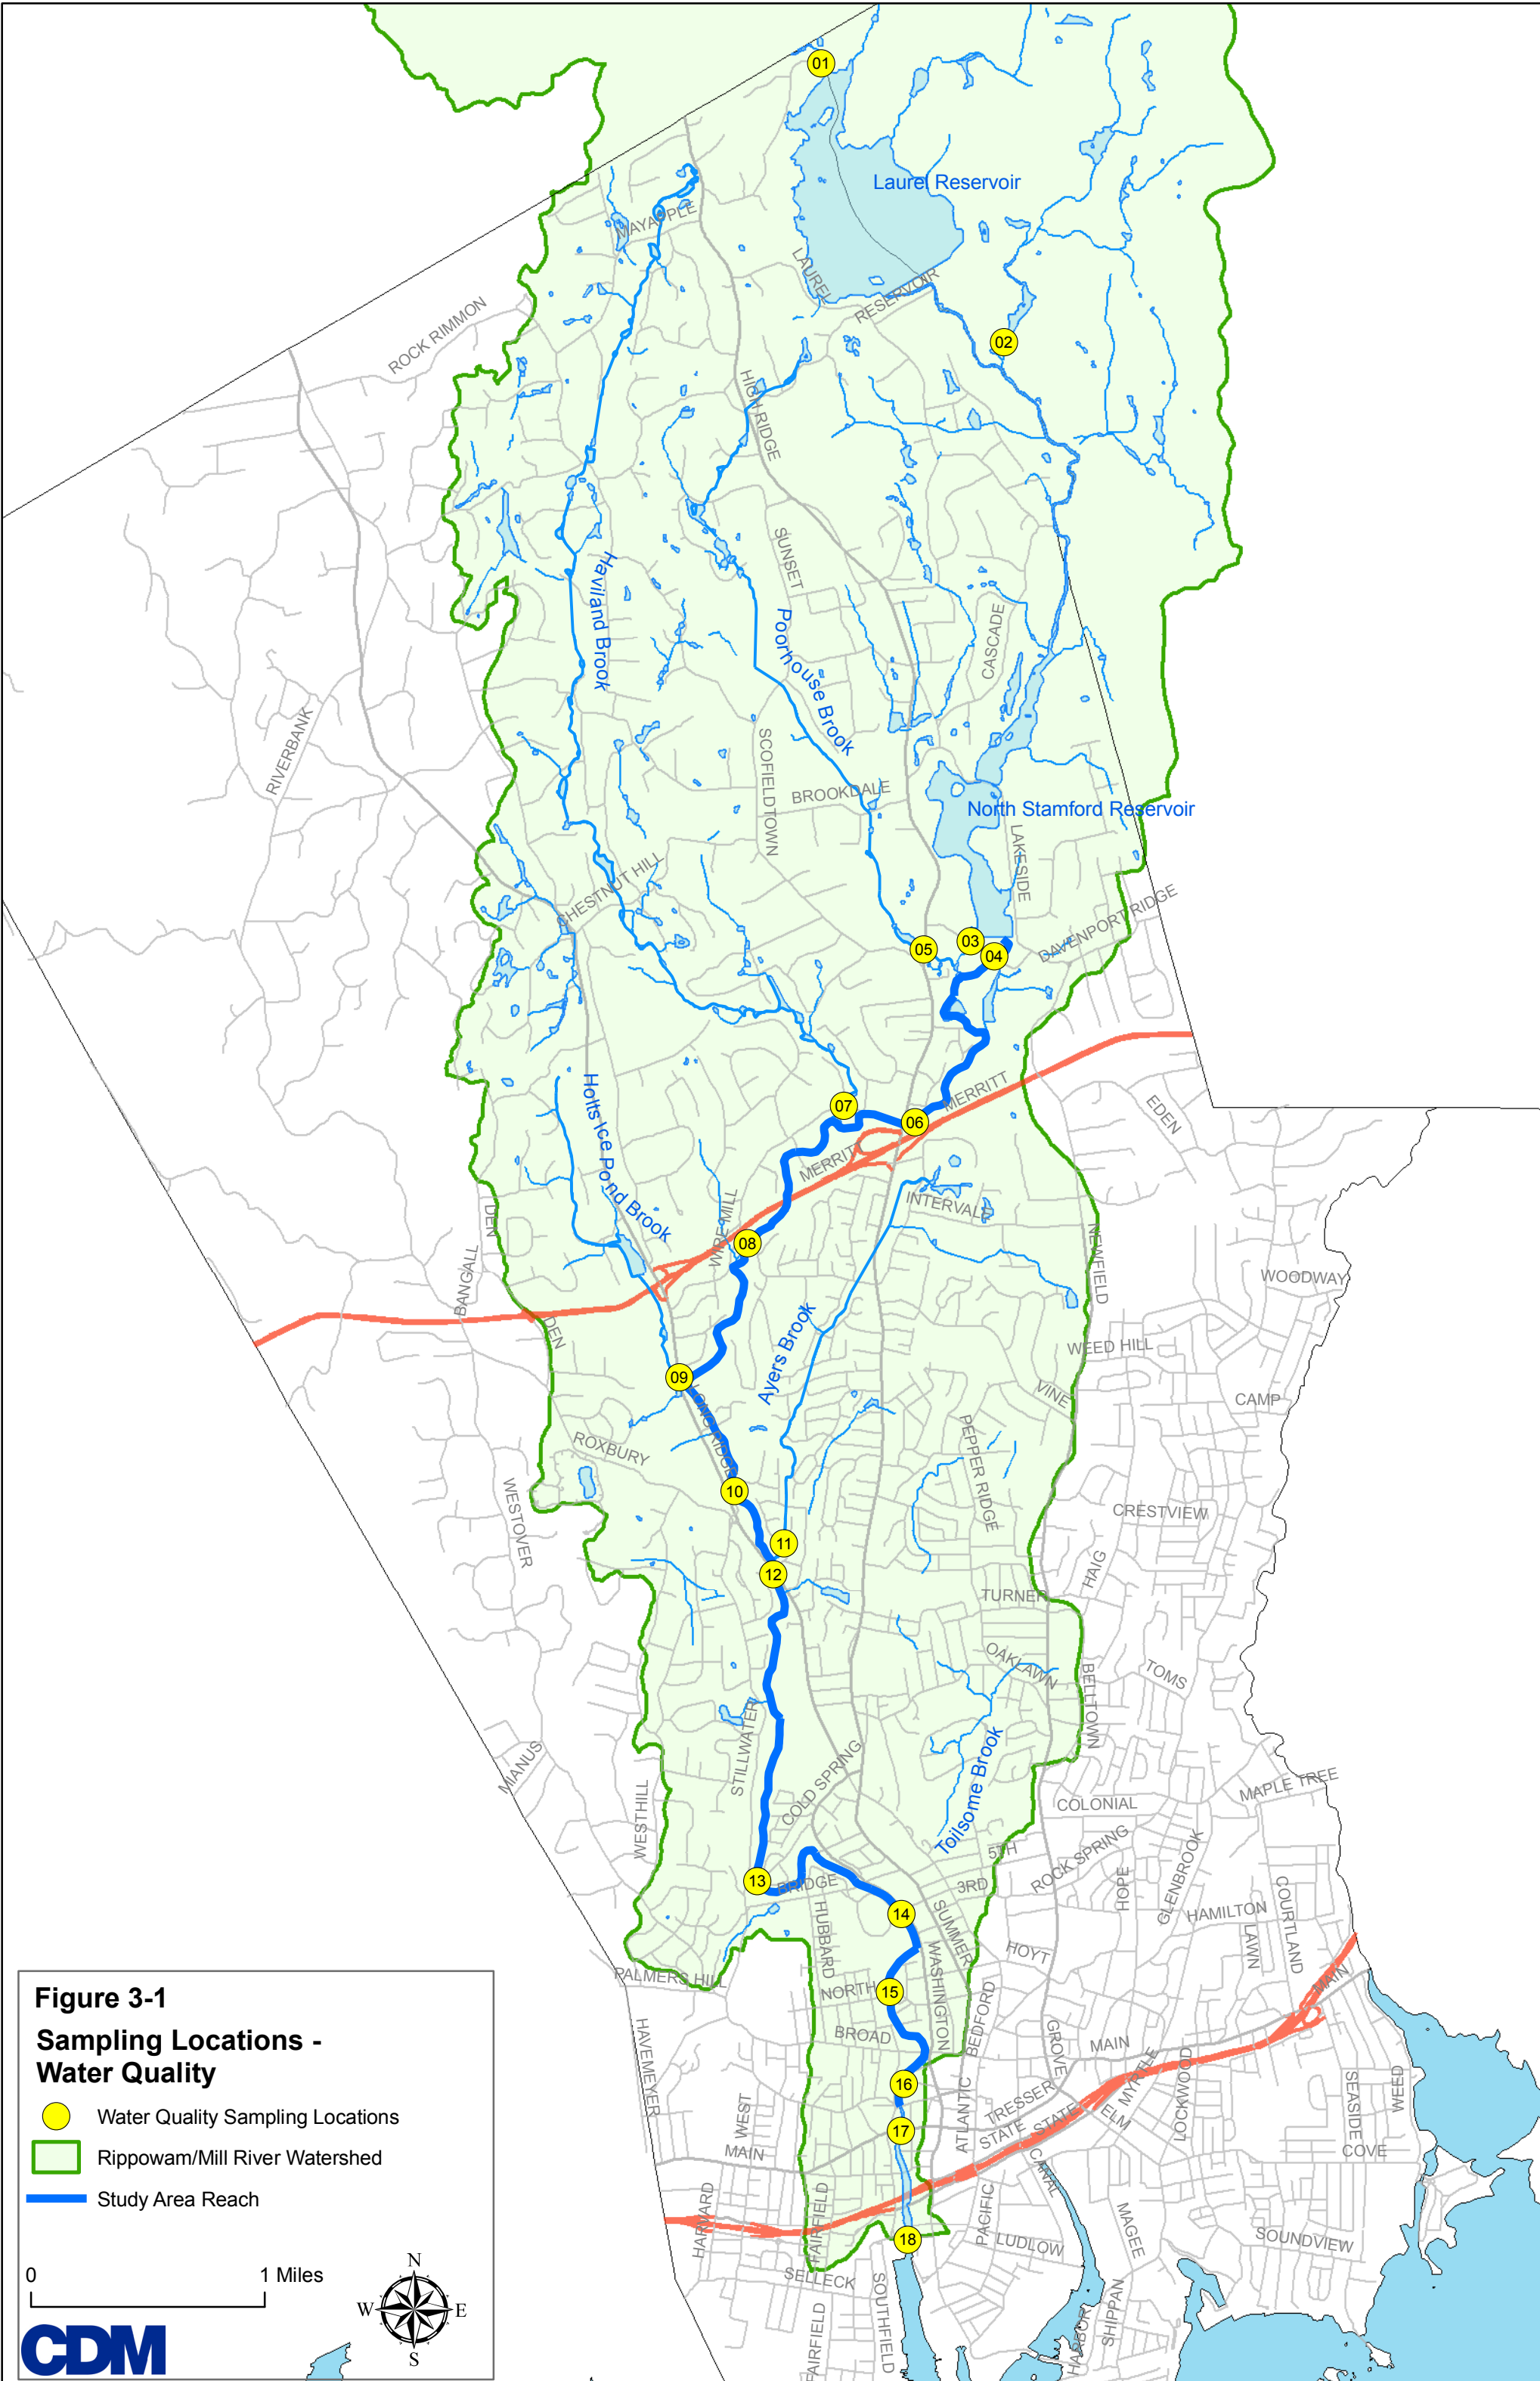 01
Laurel Reservoir
MAYAPPLE
LAUREL
RESERVOIR
ROCK RIMMON
02
HIGH RIDGE
SUNSET
Haviland Brook
CASCADE
Poorhouse Brook
RIVERBANK
SCOFIELDTOWN
BROOKDALE
North Stamford Reservoir
LAKESIDE
CHESTNUT HILL
DAVENPORT RIDGE
05
03
04
MERRITT
07
06
EDEN
Holts Ice Pond Brook
MERRITT
INTERVALE
DEN
WIRE MILL
08
NEWFIELD
BANGALL
WOODWAY
DEN
Ayers Brook
WEED HILL
09
VINE
CAMP
LONG RIDGE
ROXBURY
PEPPER RIDGE
10
WESTOVER
CRESTVIEW
11
12
HAIG
TURNER
OAKLAWN
BELLTOWN
TOMS
STILLWATER
MIANUS
COLD SPRING
Toilsome Brook
MAPLE TREE
WESTHILL
COLONIAL
5TH
ROCK SPRING
HOPE
GLENBROOK
13
BRIDGE
3RD
COURTLAND
HUBBARD
14
SUMMER
HAMILTON
LAWN
HOYT
WASHINGTON
PALMERS HILL
NORTH
15
BEDFORD
MAIN
BROAD
HAVEMEYER
GROVE
MAIN
MYRTLE
LOCKWOOD
16
ATLANTIC
TRESSER
SEASIDE
WEED
WEST
17
STATE
STATE
ELM
COVE
MAIN
CANAL
HARVARD
FAIRFIELD
PACIFIC
MAGEE
18
LUDLOW
SOUNDVIEW
SELLECK
SOUTHFIELD
FAIRFIELD
HARBOR
SHIPPAN
Figure 3-1
Sampling Locations -
Water Quality
Water Quality Sampling Locations
Rippowam/Mill River Watershed
Study Area Reach
0
1 Miles
N
W
E
S
CDM